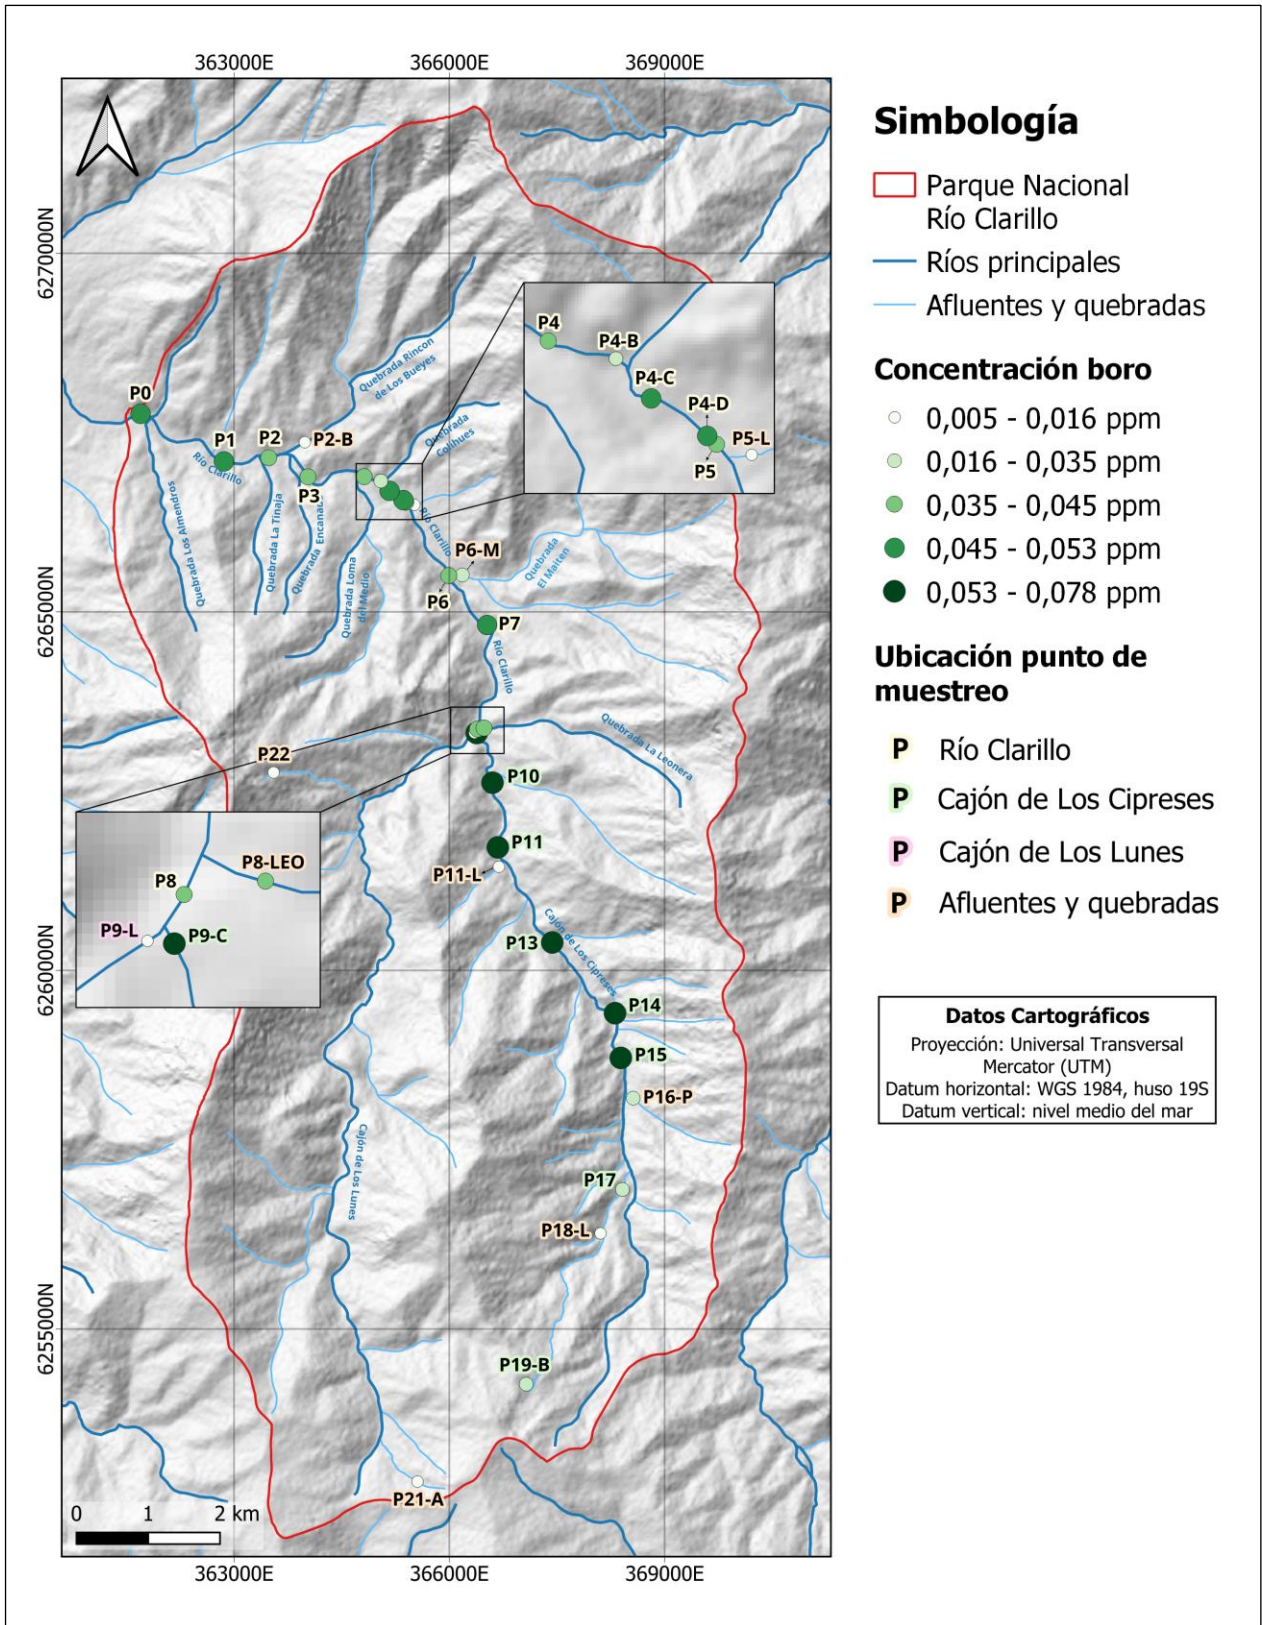 363000E
366000E
369000E
6270000N
6265000N
6260000N
6255000N
P0
P1
P2
P2-B
P3
Río Clarillo
Quebrada Rincon
de Los Bueyes
Quebrada
Colihues
Quebrada Los Almendros
Quebrada La Tinaja
Quebrada Encanad
Quebrada Loma
del Medio
P4
P4-B
P4-C
P4-D
P5-L
P5
Río Clarillo
P6-M
P6
Quebrada
El Maiten
P7
Río Clarillo
Quebrada La Leonera
P22
P10
P11
P11-L
P8-LEO
P8
P9-L
P9-C
P13
Cajón de Los Cipreses
P14
P15
P16-P
Cajón de Los Lunes
P17
P18-L
P19-B
P21-A
0 1 2 km
363000E
366000E
369000E
Simbología
Parque Nacional
Río Clarillo
Ríos principales
Afluentes y quebradas
Concentración boro
0,005 - 0,016 ppm
0,016 - 0,035 ppm
0,035 - 0,045 ppm
0,045 - 0,053 ppm
0,053 - 0,078 ppm
Ubicación punto de
muestreo
P Río Clarillo
P Cajón de Los Cipreses
P Cajón de Los Lunes
P Afluentes y quebradas
Datos Cartográficos
Proyección: Universal Transversal
Mercator (UTM)
Datum horizontal: WGS 1984, huso 19S
Datum vertical: nivel medio del mar